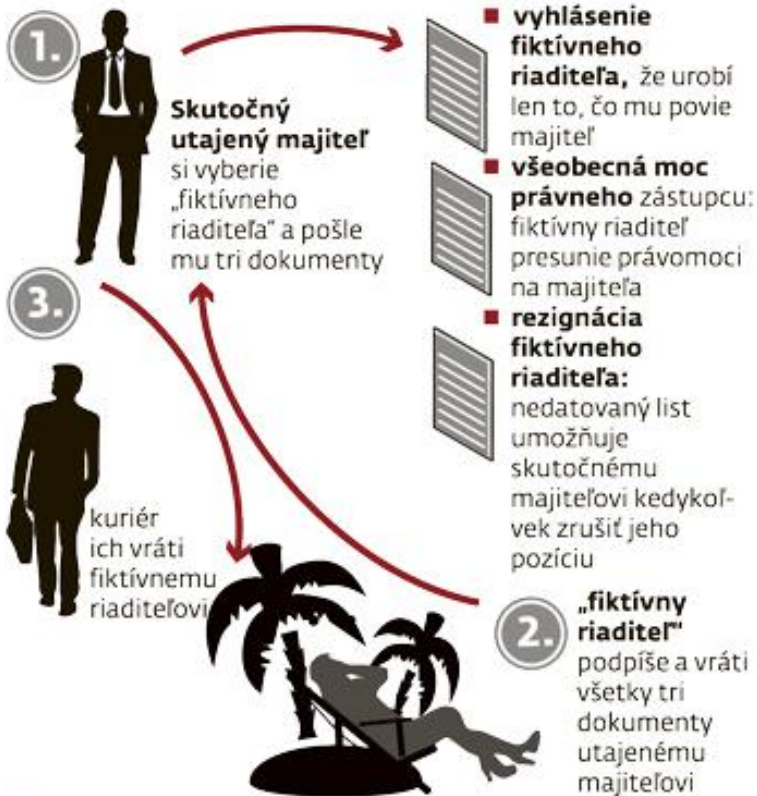 1.
Skutočný
utajený majiteľ
si vyberie
„fiktívneho
riaditeľa“ a pošle
mu tri dokumenty
■ vyhlásenie
fiktívneho
riaditeľa, že urobí
len to, čo mu povie
majiteľ
■ všeobecná moc
právneho zástupcu:
fiktívny riaditeľ
presunie právomoci
na majiteľa
■ rezignácia
fiktívneho
riaditeľa:
nedatovaný list
umožňuje
skutočnému
majiteľovi kedykoľ-
vek zrušiť jeho
pozíciu
2.
„fiktívny
riaditeľ“
podpíše a vráti
všetky tri
dokumenty
utajenému
majiteľovi
3.
kuriér
ich vráti
fiktívnemu
riaditeľovi